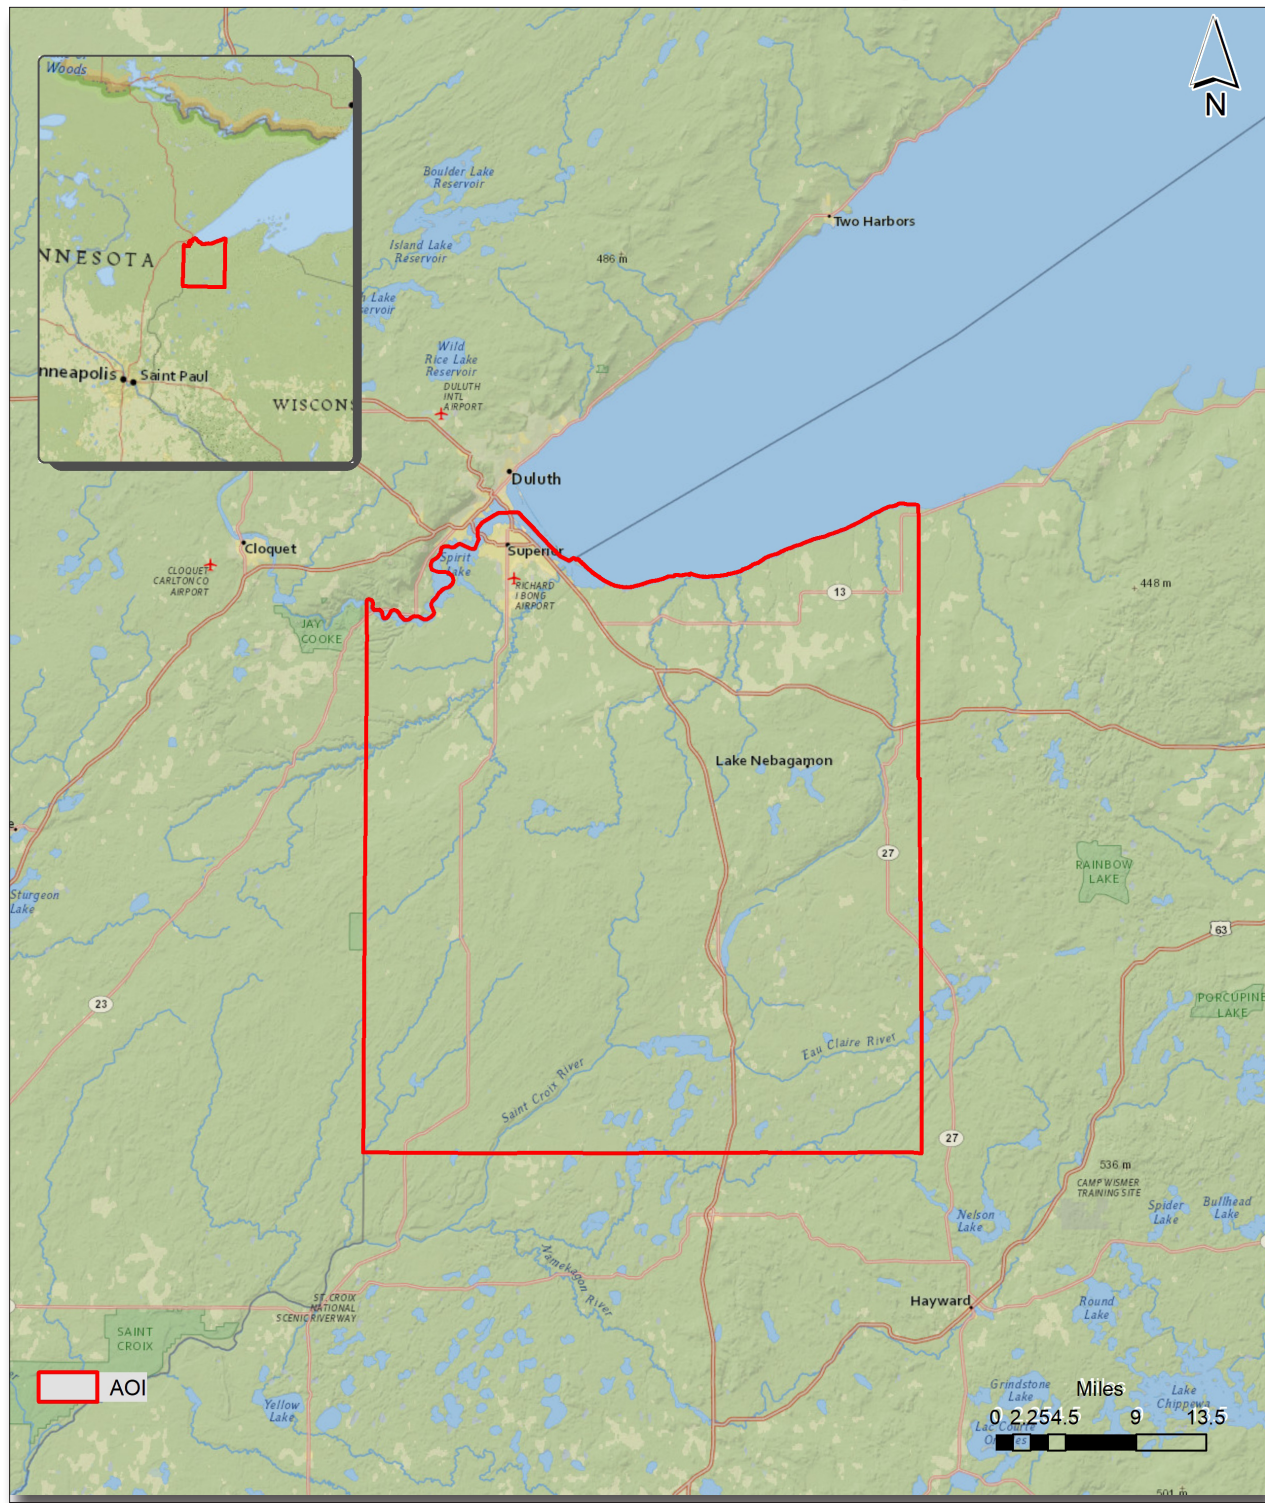 Woods
NNESOTA
nneapolis
Saint Paul
WISCONS
N
Boulder Lake
Reservoir
Island Lake
Reservoir
h Lake
servoir
486 m
Two Harbors
Wild
Rice Lake
Reservoir
DULUTH
INTL
AIRPORT
Duluth
Cloquet
CLOQUET
CARLTON CO
AIRPORT
Superior
Spirit
Lake
RICHARD
I BONG
AIRPORT
JAY
COOKE
13
448 m
Lake Nebagamon
27
RAINBOW
LAKE
Sturgeon
Lake
63
23
PORCUPINE
LAKE
Eau Claire River
Saint Croix River
27
536 m
CAMP WISMER
TRAINING SITE
Spider
Lake
Bullhead
Lake
Nelson
Lake
Namekagon
River
ST. CROIX
NATIONAL
SCENIC RIVERWAY
Hayward
Round
Lake
SAINT
CROIX
AOI
Yellow
Lake
Grindstone
Lake
Miles
Lake
Chippewa
0 2.25 4.5 9 13.5
Lac Courte
Oreilles
501 m